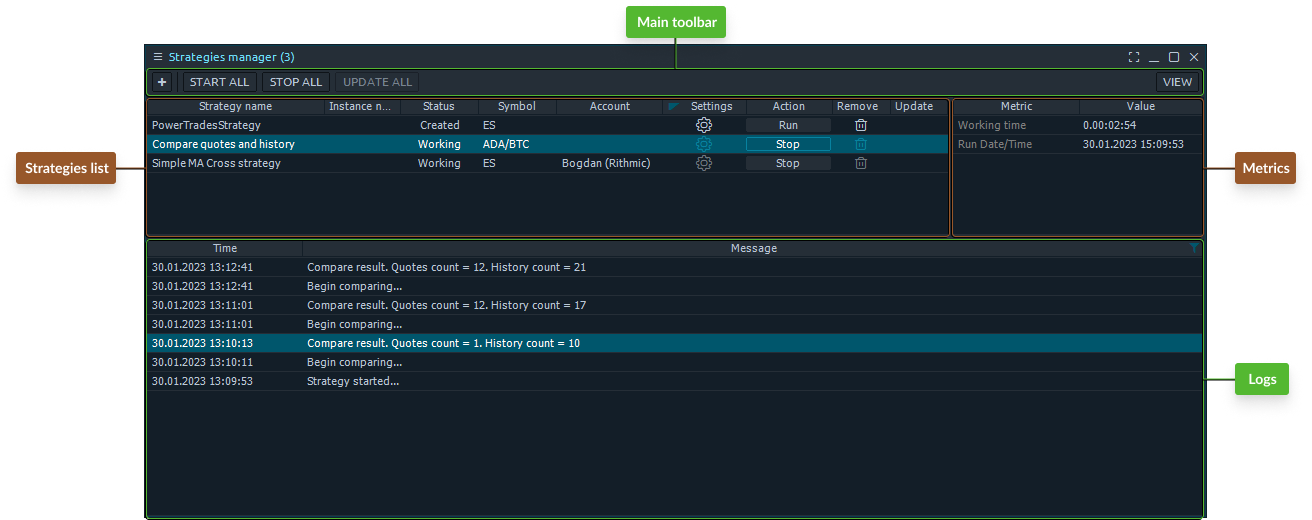 Main toolbar
Strategies manager (3)
+ START ALL STOP ALL UPDATE ALL VIEW
Strategy name Instance n... Status Symbol Account Settings Action Remove Update Metric Value
PowerTradesStrategy Created ES Run Working time 0.00:02:54
Compare quotes and history Working ADA/BTC Stop Run Date/Time 30.01.2023 15:09:53
Simple MA Cross strategy Working ES Bogdan (Rithmic) Stop
Strategies list
Metrics
Time Message
30.01.2023 13:12:41 Compare result. Quotes count = 12. History count = 21
30.01.2023 13:12:41 Begin comparing...
30.01.2023 13:11:01 Compare result. Quotes count = 12. History count = 17
30.01.2023 13:11:01 Begin comparing...
30.01.2023 13:10:13 Compare result. Quotes count = 1. History count = 10
30.01.2023 13:10:11 Begin comparing...
30.01.2023 13:09:53 Strategy started...
Logs